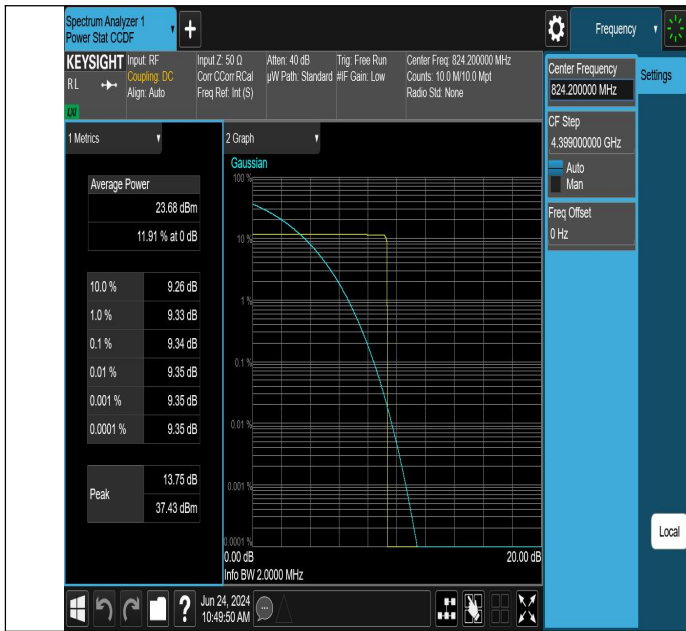 Spectrum Analyzer 1
Power Stat CCDF
+
Frequency
KEYSIGHT
RL
LXI
Input: RF
Coupling: DC
Align: Auto
Input Z: 50 Ω
Corr CCorr RCal
Freq Ref: Int (S)
Atten: 40 dB
µW Path: Standard
Trig: Free Run
#IF Gain: Low
Center Freq: 824.200000 MHz
Counts: 10.0 M/10.0 Mpt
Radio Std: None
Center Frequency
824.200000 MHz
Settings
CF Step
4.399000000 GHz
Auto
Man
Freq Offset
0 Hz
Local
1 Metrics
Average Power
23.68 dBm
11.91 % at 0 dB
10.0 % 9.26 dB
1.0 % 9.33 dB
0.1 % 9.34 dB
0.01 % 9.35 dB
0.001 % 9.35 dB
0.0001 % 9.35 dB
Peak
13.75 dB
37.43 dBm
2 Graph
Gaussian
100 %
10 %
1 %
0.1 %
0.01 %
0.001 %
0.0001 %
0.00 dB 20.00 dB
Info BW 2.0000 MHz
?
Jun 24, 2024
10:49:50 AM